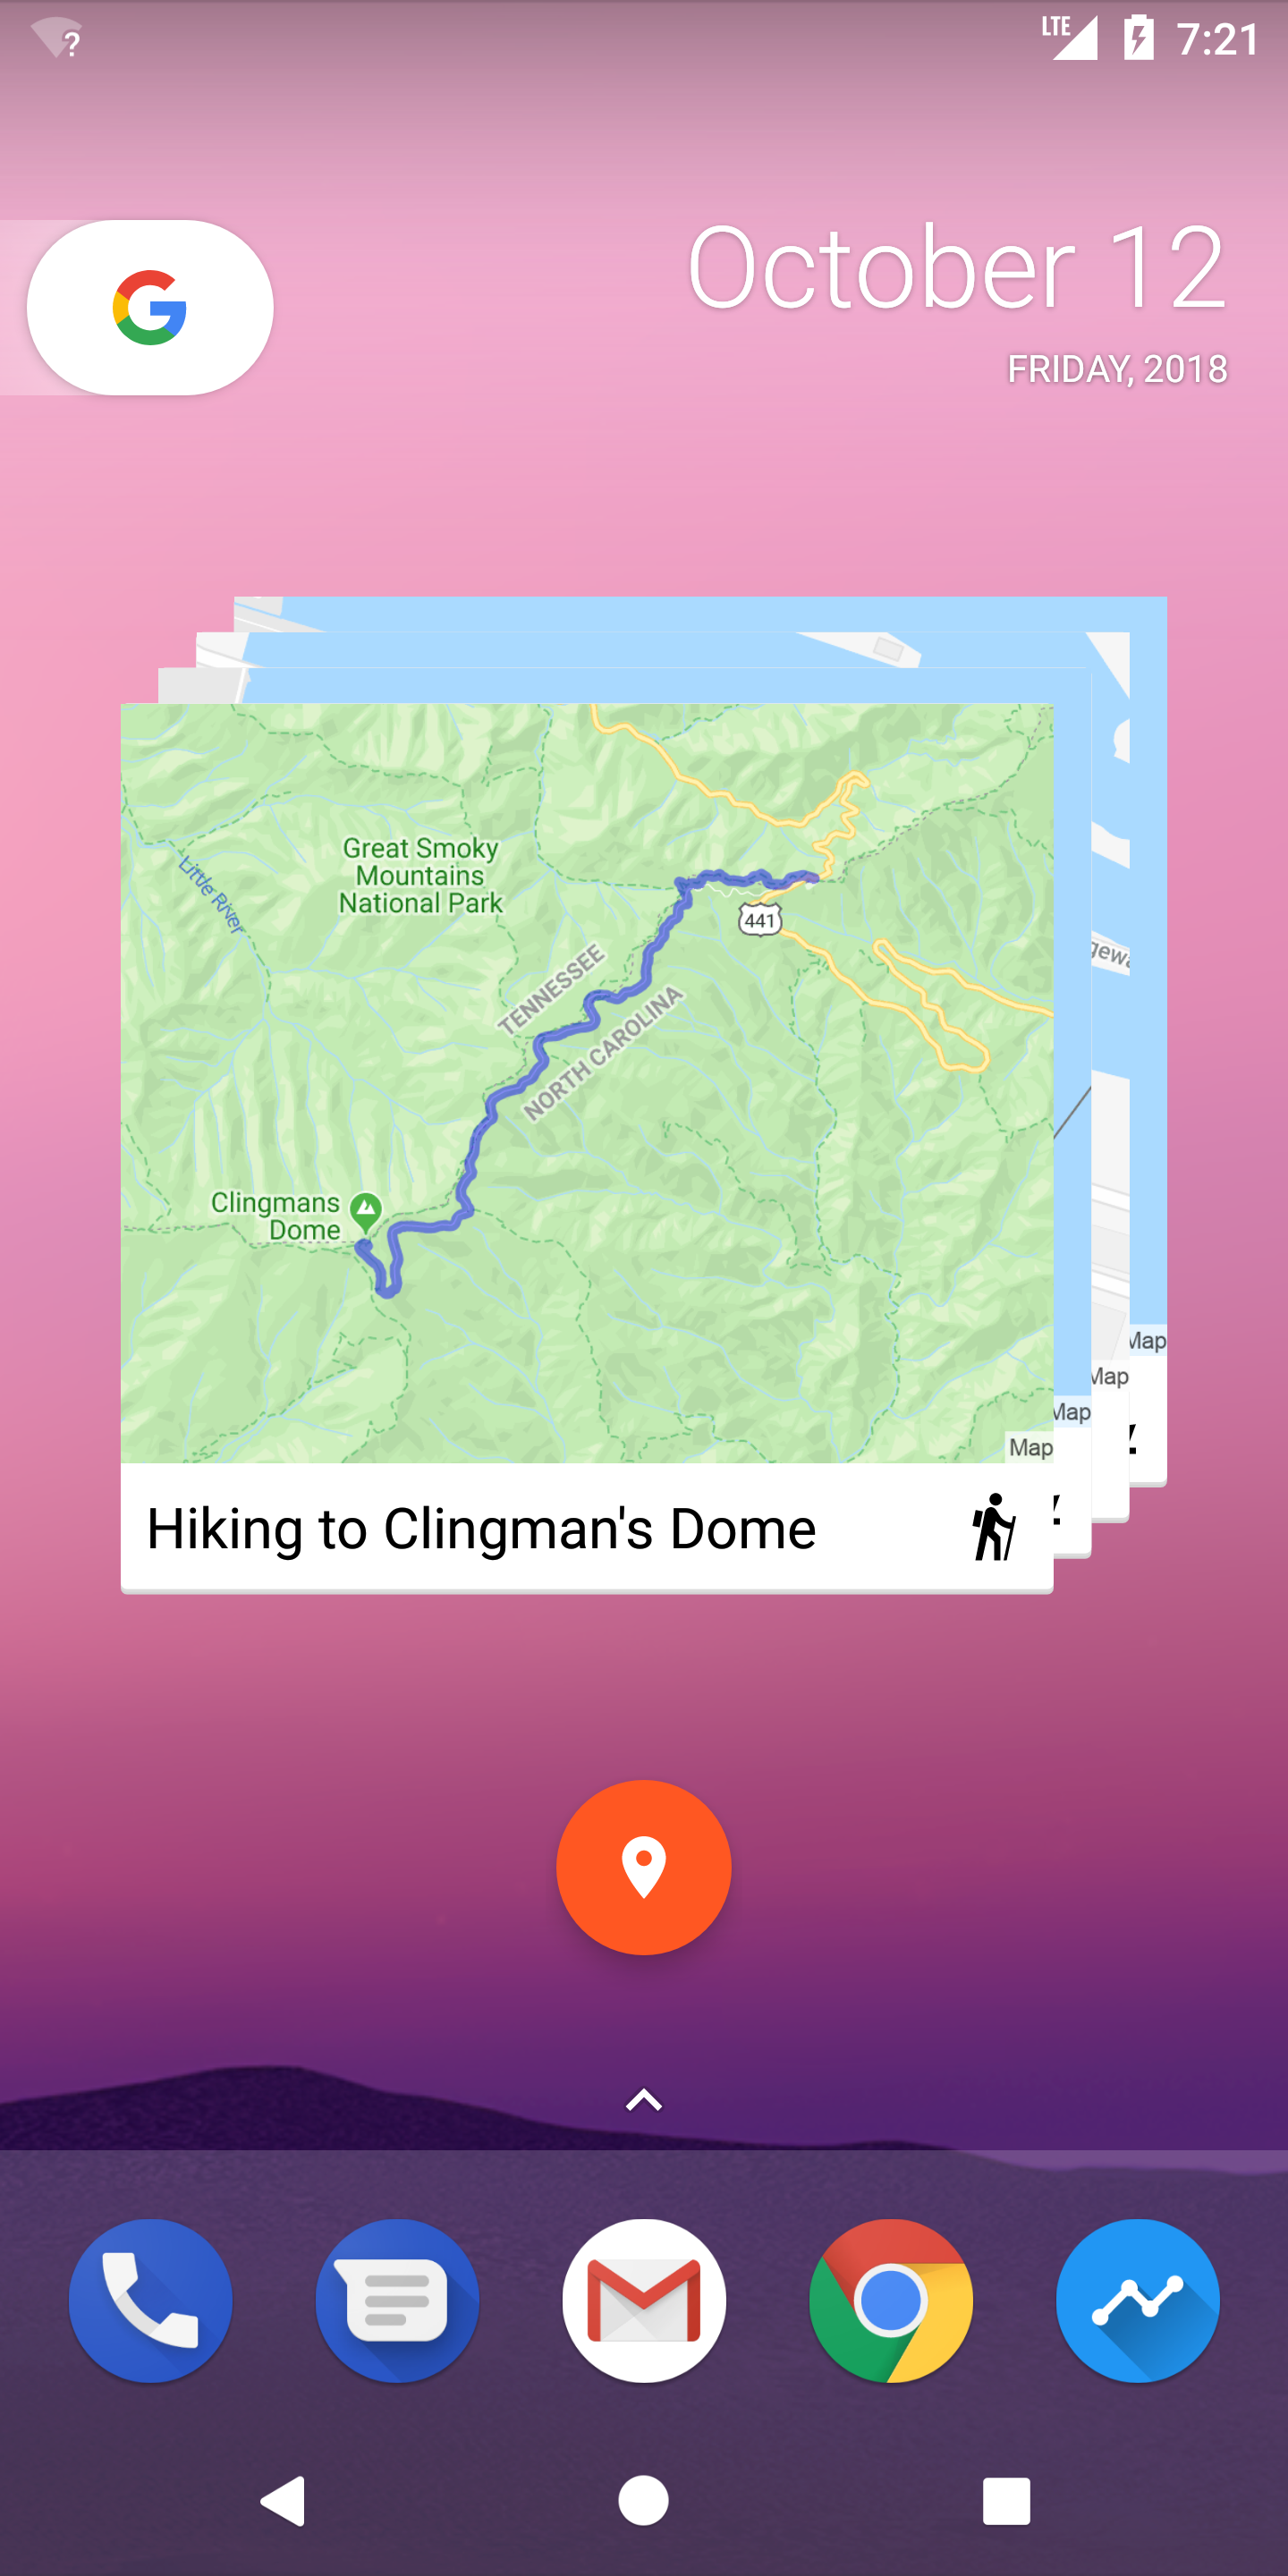 ?
LTE
7:21
G
October 12
FRIDAY, 2018
Great Smoky
Mountains
National Park
Little River
441
TENNESSEE
NORTH CAROLINA
Clingmans
Dome
Map
Map
Map
Map
Hiking to Clingman's Dome